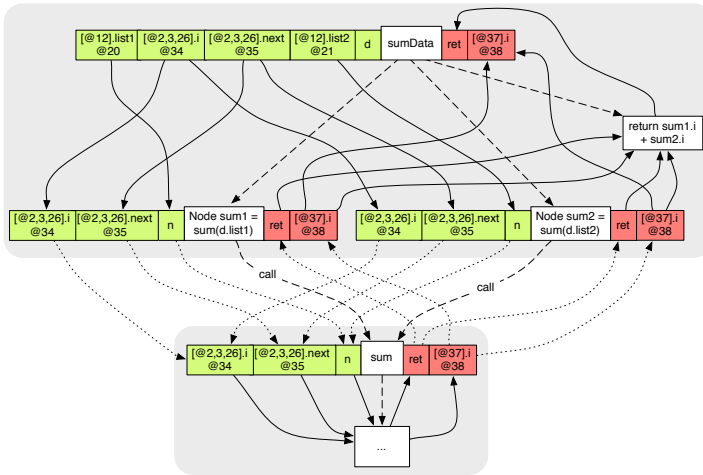 [@12].list1 [@2,3,26].i [@2,3,26].next [@12].list2 d sumData ret [@37].i
@20 @34 @35 @21 @38
return sum1.i
+ sum2.i
[@2,3,26].i [@2,3,26].next n Node sum1 = ret [@37].i [@2,3,26].i [@2,3,26].next n Node sum2 = ret [@37].i
@34 @35 sum(d.list1) @38 @34 @35 sum(d.list2) @38
call call
[@2,3,26].i [@2,3,26].next n sum ret [@37].i
@34 @35 @38
...